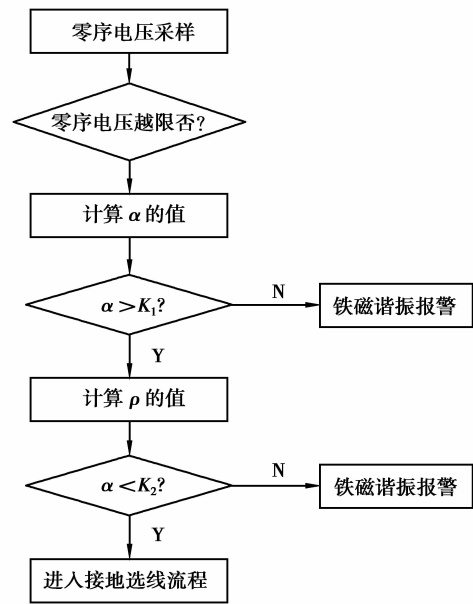 零序电压采样
零序电压越限否?
计算 α 的值
α＞K₁?
N
铁磁谐振报警
Y
计算 ρ 的值
α＜K₂?
N
铁磁谐振报警
Y
进入接地选线流程